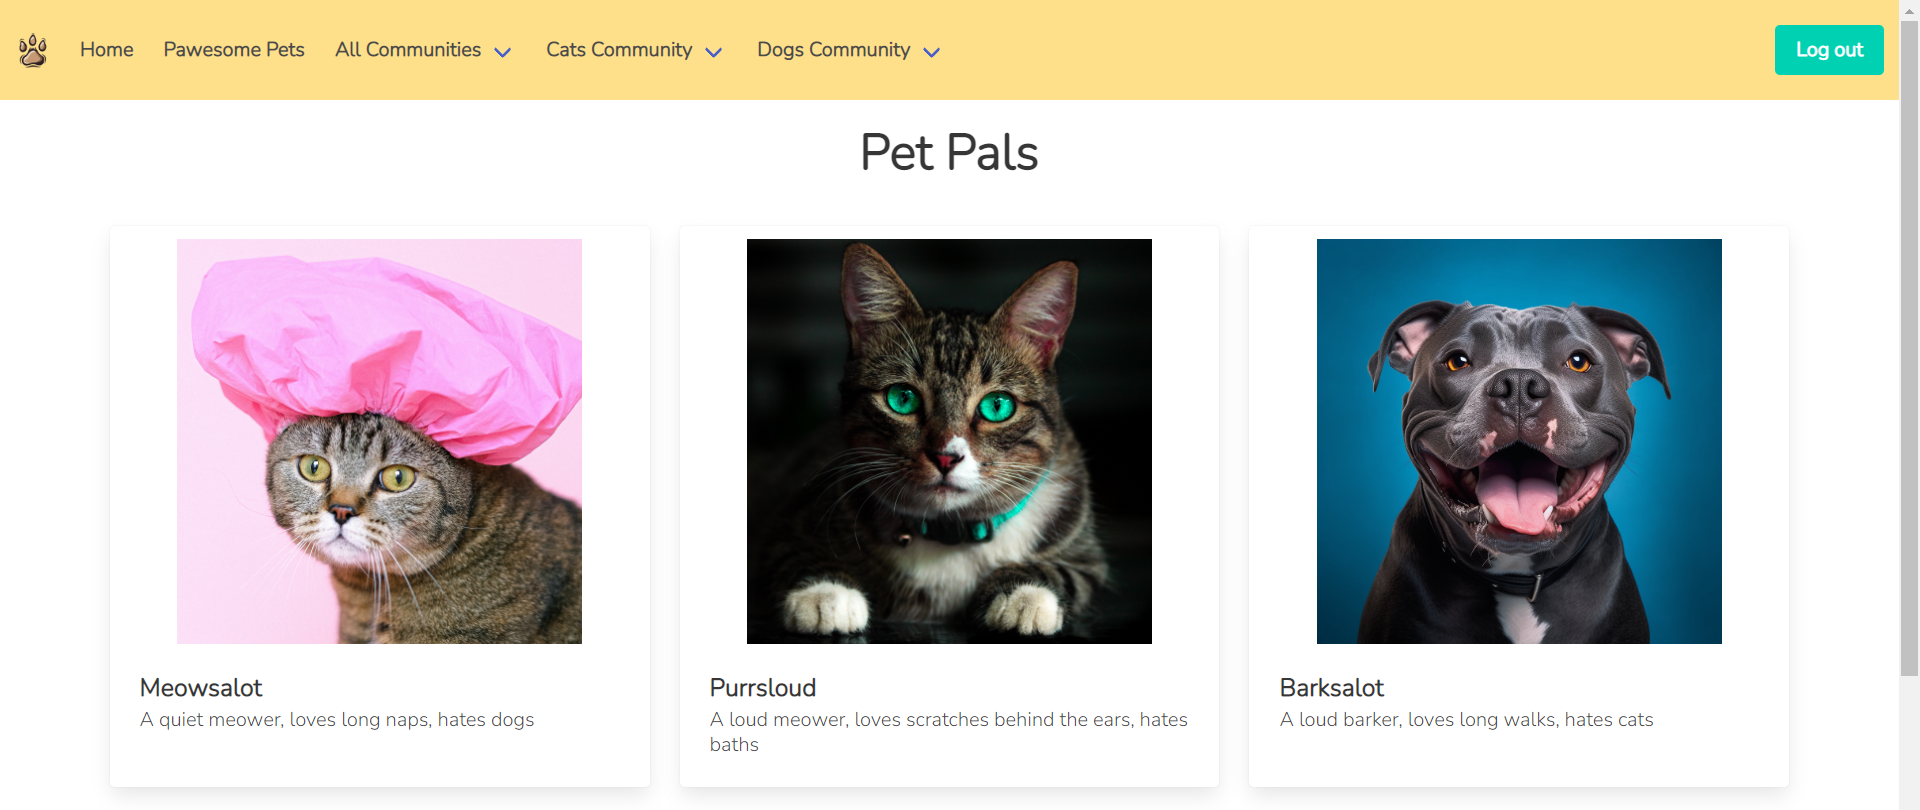 Home Pawesome Pets All Communities Cats Community Dogs Community Log out
Pet Pals
Meowsalot
A quiet meower, loves long naps, hates dogs
Purrsloud
A loud meower, loves scratches behind the ears, hates
baths
Barksalot
A loud barker, loves long walks, hates cats